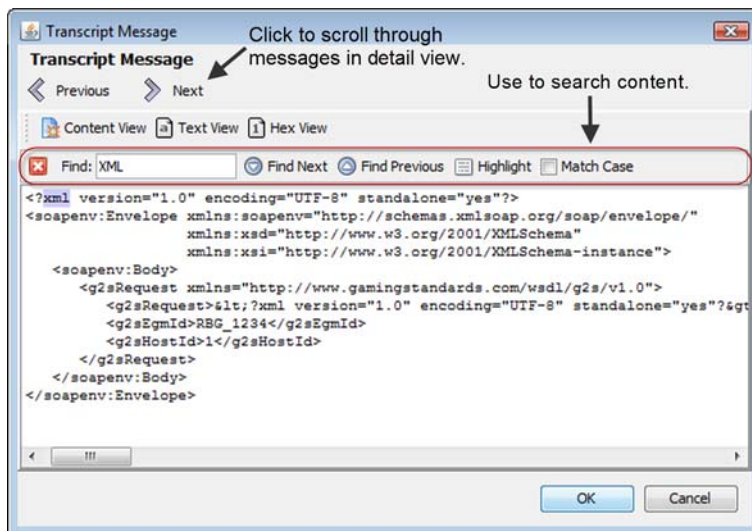 Transcript Message
Click to scroll through
messages in detail view.
Transcript Message
Previous Next
Use to search content.
Content View a Text View 1 Hex View
Find: XML Find Next Find Previous Highlight Match Case
<?xml version="1.0" encoding="UTF-8" standalone="yes"?>
<soapenv:Envelope xmlns:soapenv="http://schemas.xmlsoap.org/soap/envelope/"
xmlns:xsd="http://www.w3.org/2001/XMLSchema"
xmlns:xsi="http://www.w3.org/2001/XMLSchema-instance">
<soapenv:Body>
<g2sRequest xmlns="http://www.gamingstandards.com/wsdl/g2s/v1.0">
<g2sRequest>&lt;?xml version="1.0" encoding="UTF-8" standalone="yes"?&gt
<g2sEgmId>RBG_1234</g2sEgmId>
<g2sHostId>1</g2sHostId>
</g2sRequest>
</soapenv:Body>
</soapenv:Envelope>
OK Cancel